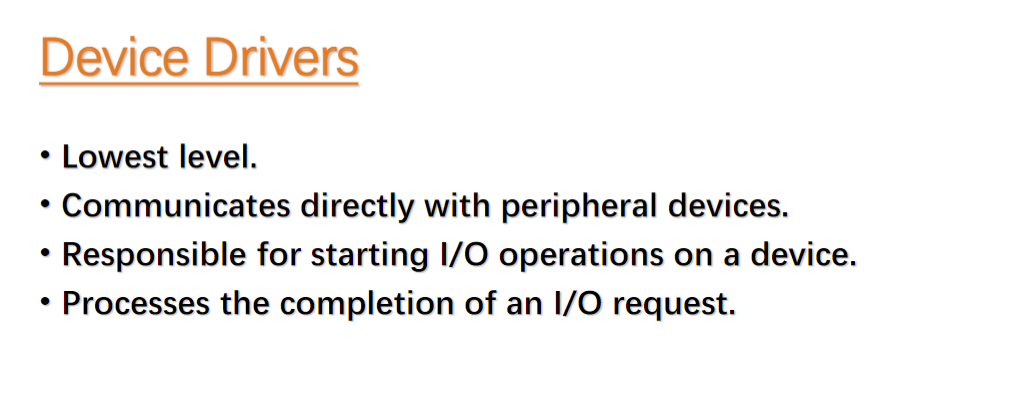 Device Drivers
• Lowest level.
• Communicates directly with peripheral devices.
• Responsible for starting I/O operations on a device.
• Processes the completion of an I/O request.